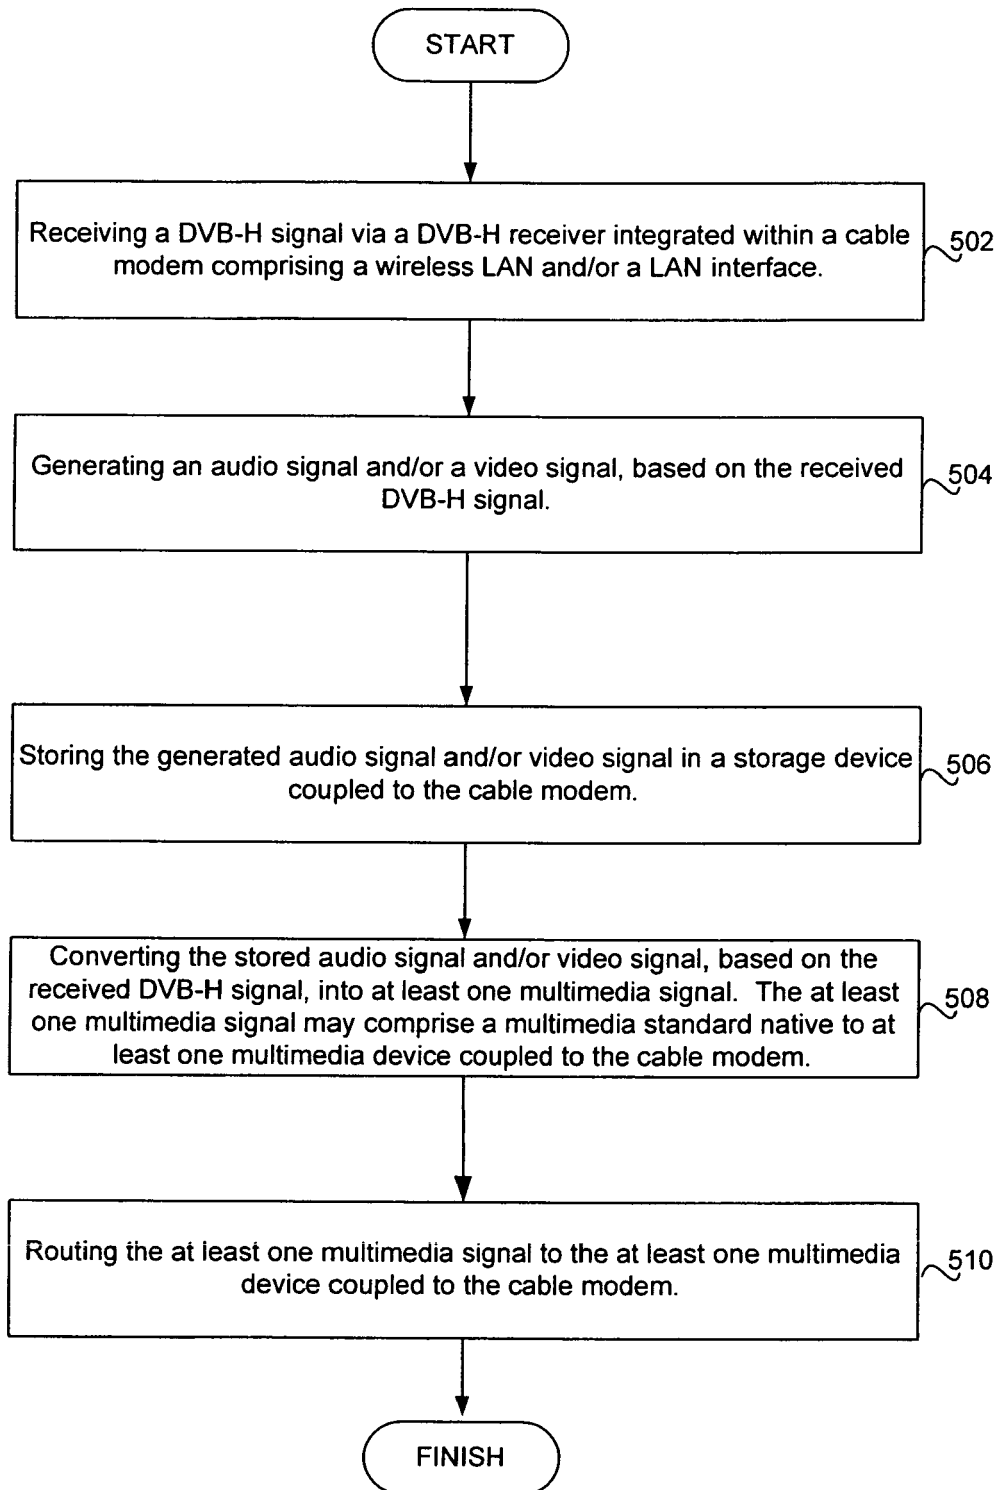 START
Receiving a DVB-H signal via a DVB-H receiver integrated within a cable
modem comprising a wireless LAN and/or a LAN interface.
502
Generating an audio signal and/or a video signal, based on the received
DVB-H signal.
504
Storing the generated audio signal and/or video signal in a storage device
coupled to the cable modem.
506
Converting the stored audio signal and/or video signal, based on the
received DVB-H signal, into at least one multimedia signal. The at least
one multimedia signal may comprise a multimedia standard native to at
least one multimedia device coupled to the cable modem.
508
Routing the at least one multimedia signal to the at least one multimedia
device coupled to the cable modem.
510
FINISH